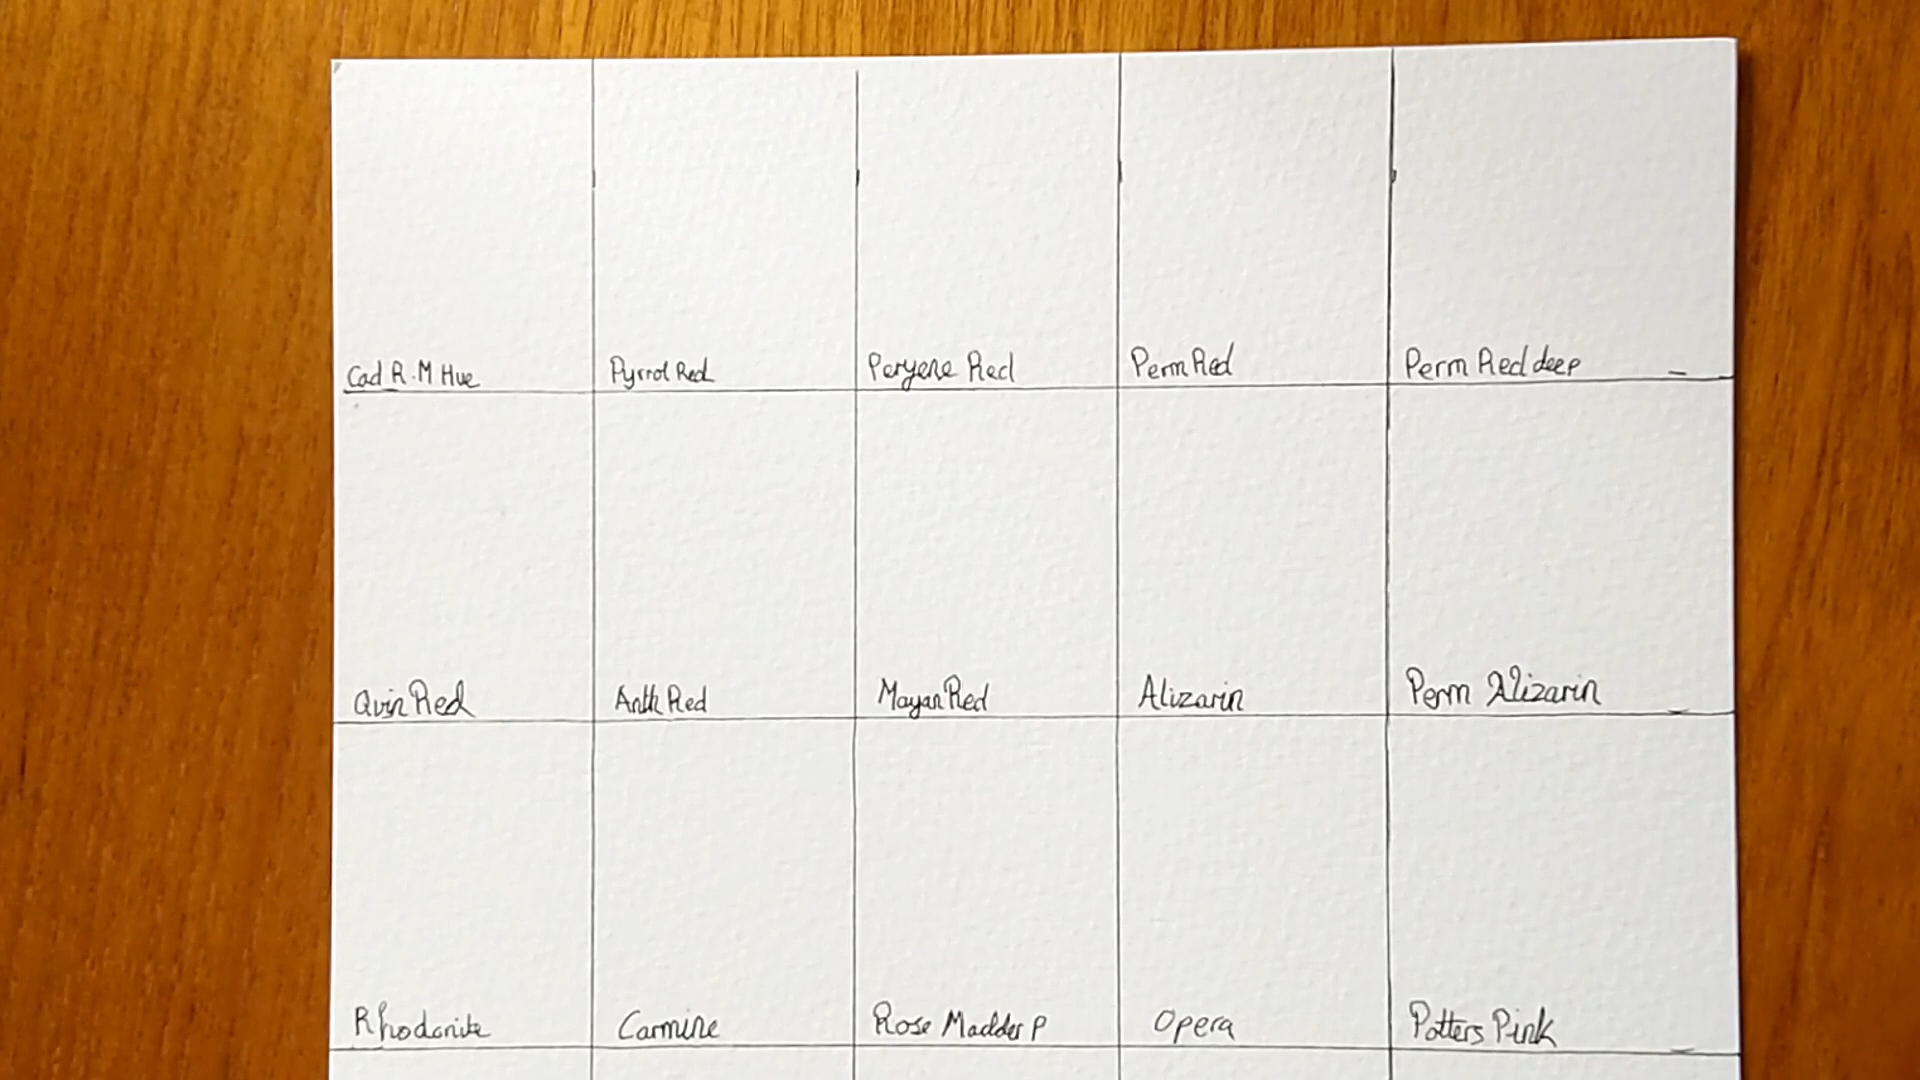 Cad R.M Hue
Pyrrol Red
Peryene Red
Perm Red
Perm Red deep
Quin Red
Anth Red
Mayan Red
Alizarin
Perm Alizarin
Rhodonite
Carmine
Rose Madder P
Opera
Potters Pink